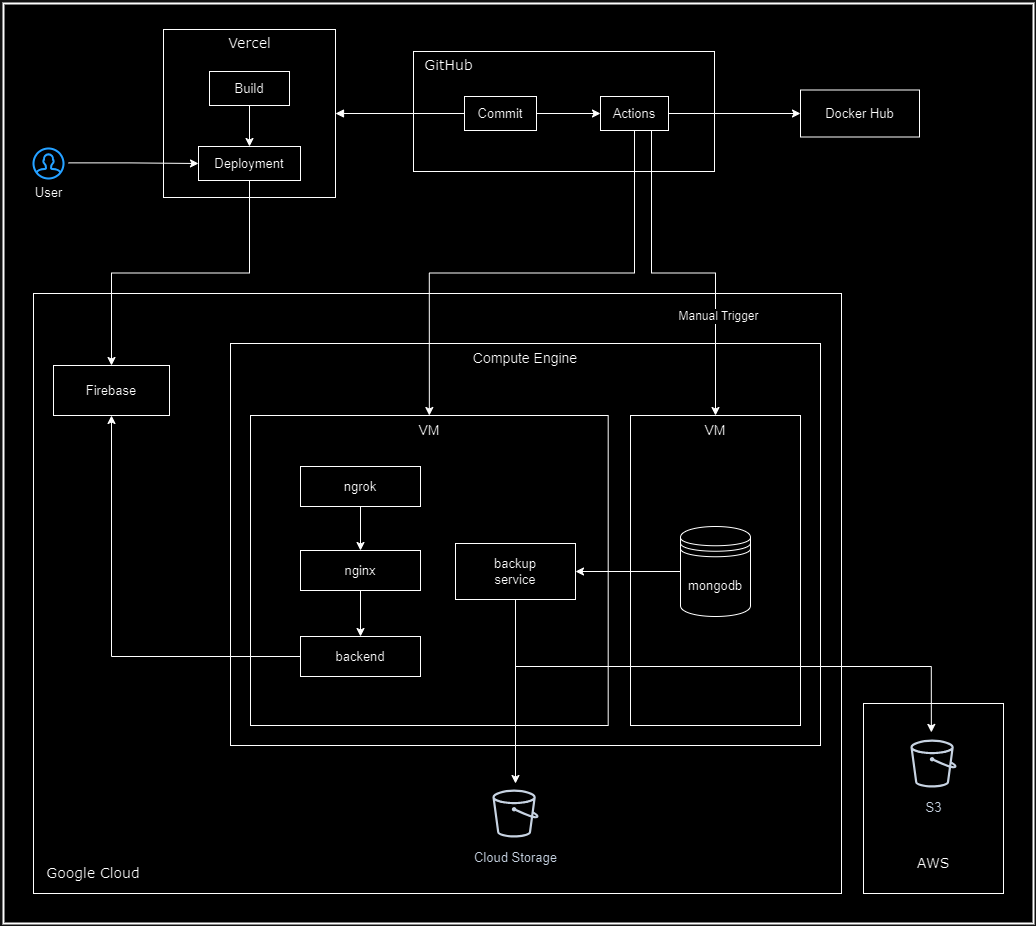 Vercel
Build
Deployment
User
GitHub
Commit
Actions
Docker Hub
Manual Trigger
Firebase
Compute Engine
VM
ngrok
nginx
backend
backup
service
VM
mongodb
Cloud Storage
Google Cloud
S3
AWS